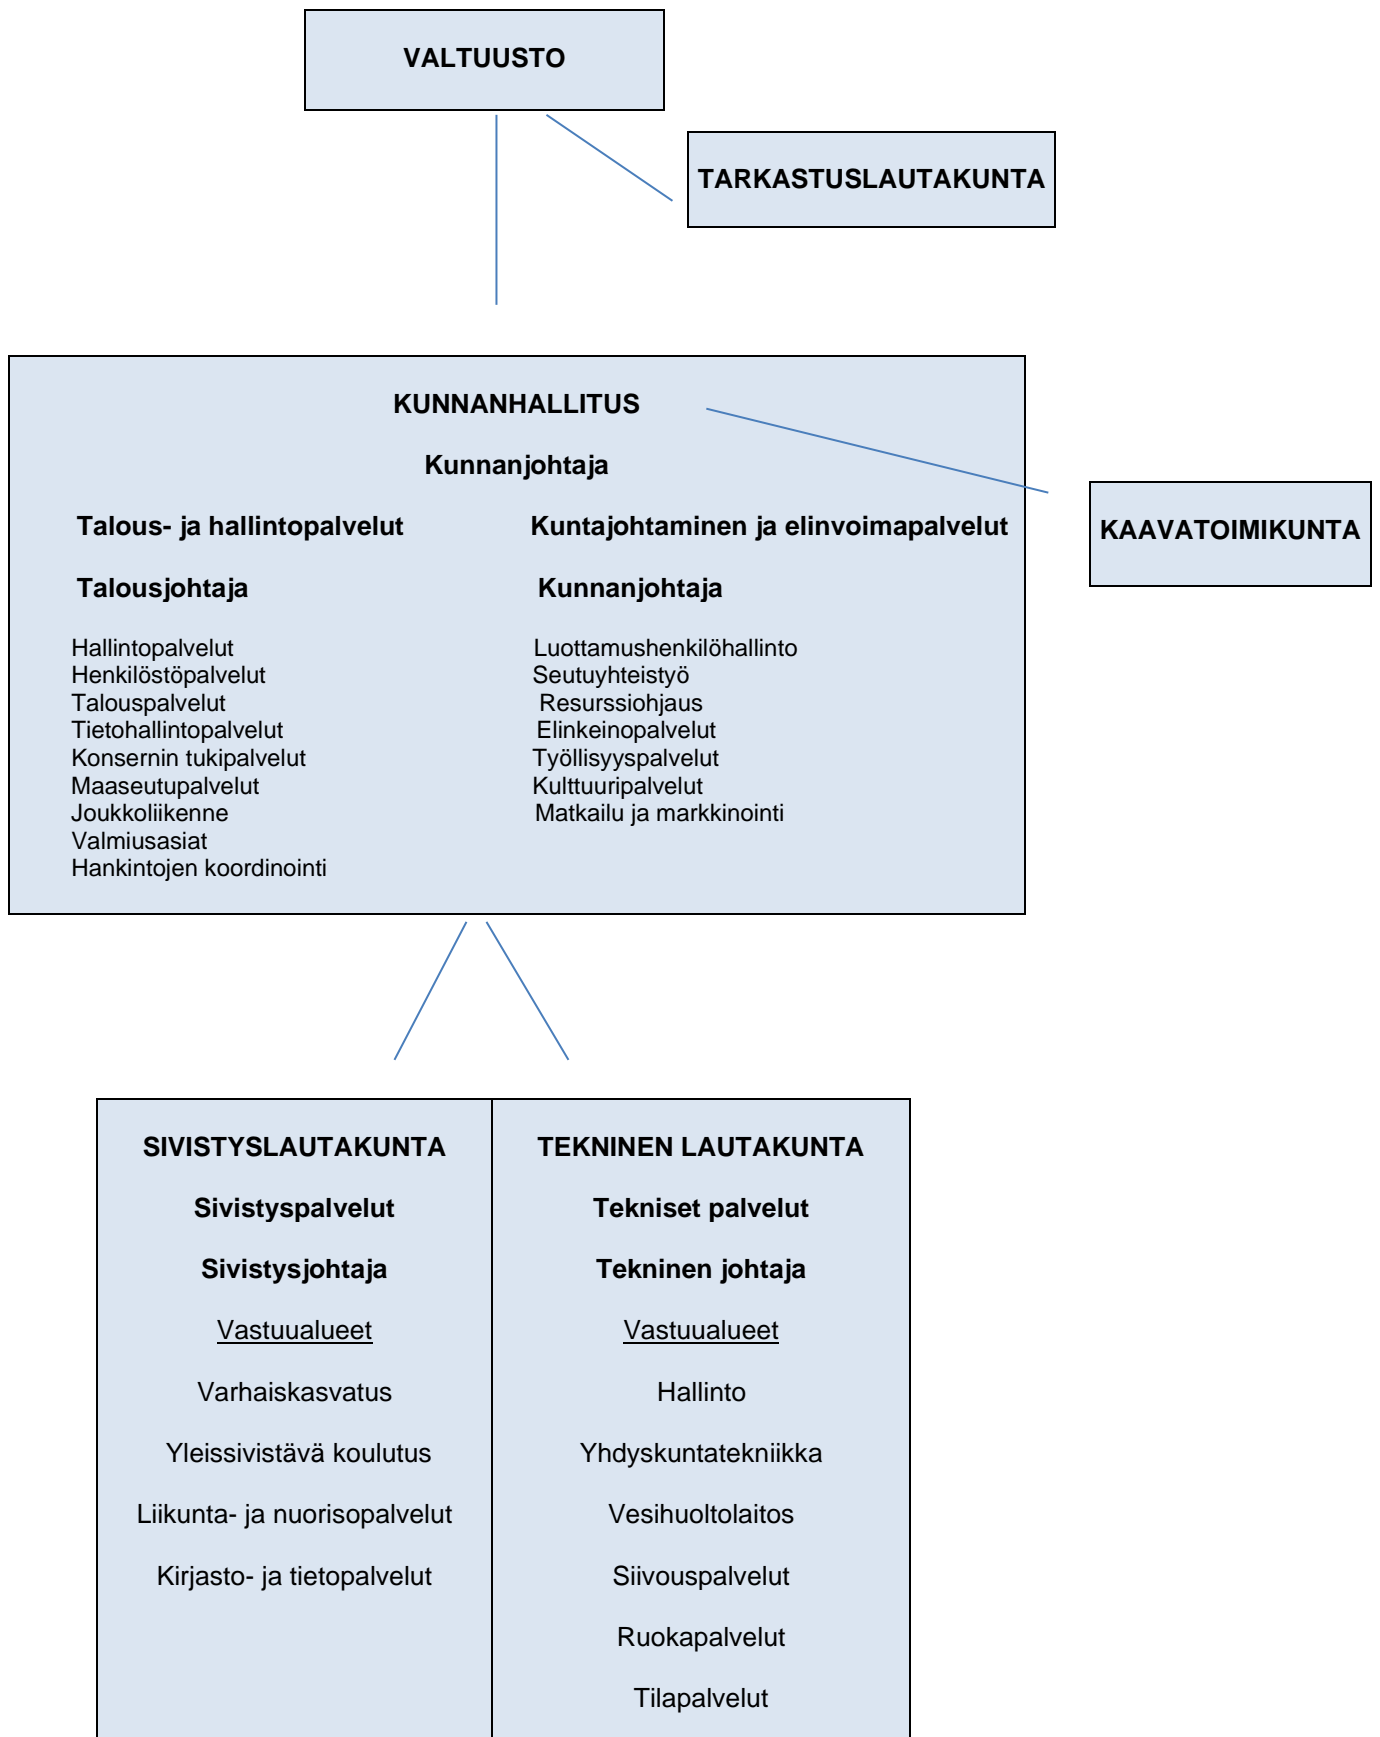 VALTUUSTO
TARKASTUSLAUTAKUNTA
KUNNANHALLITUS
Kunnanjohtaja
Talous- ja hallintopalvelut
Talousjohtaja
Hallintopalvelut
Henkilöstöpalvelut
Talouspalvelut
Tietohallintopalvelut
Konsernin tukipalvelut
Maaseutupalvelut
Joukkoliikenne
Valmiusasiat
Hankintojen koordinointi
Kuntajohtaminen ja elinvoimapalvelut
Kunnanjohtaja
Luottamushenkilöhallinto
Seutuyhteistyö
Resurssiohjaus
Elinkeinopalvelut
Työllisyyspalvelut
Kulttuuripalvelut
Matkailu ja markkinointi
KAAVATOIMIKUNTA
SIVISTYSLAUTAKUNTA
Sivistyspalvelut
Sivistysjohtaja
Vastuualueet
Varhaiskasvatus
Yleissivistävä koulutus
Liikunta- ja nuorisopalvelut
Kirjasto- ja tietopalvelut
TEKNINEN LAUTAKUNTA
Tekniset palvelut
Tekninen johtaja
Vastuualueet
Hallinto
Yhdyskuntatekniikka
Vesihuoltolaitos
Siivouspalvelut
Ruokapalvelut
Tilapalvelut